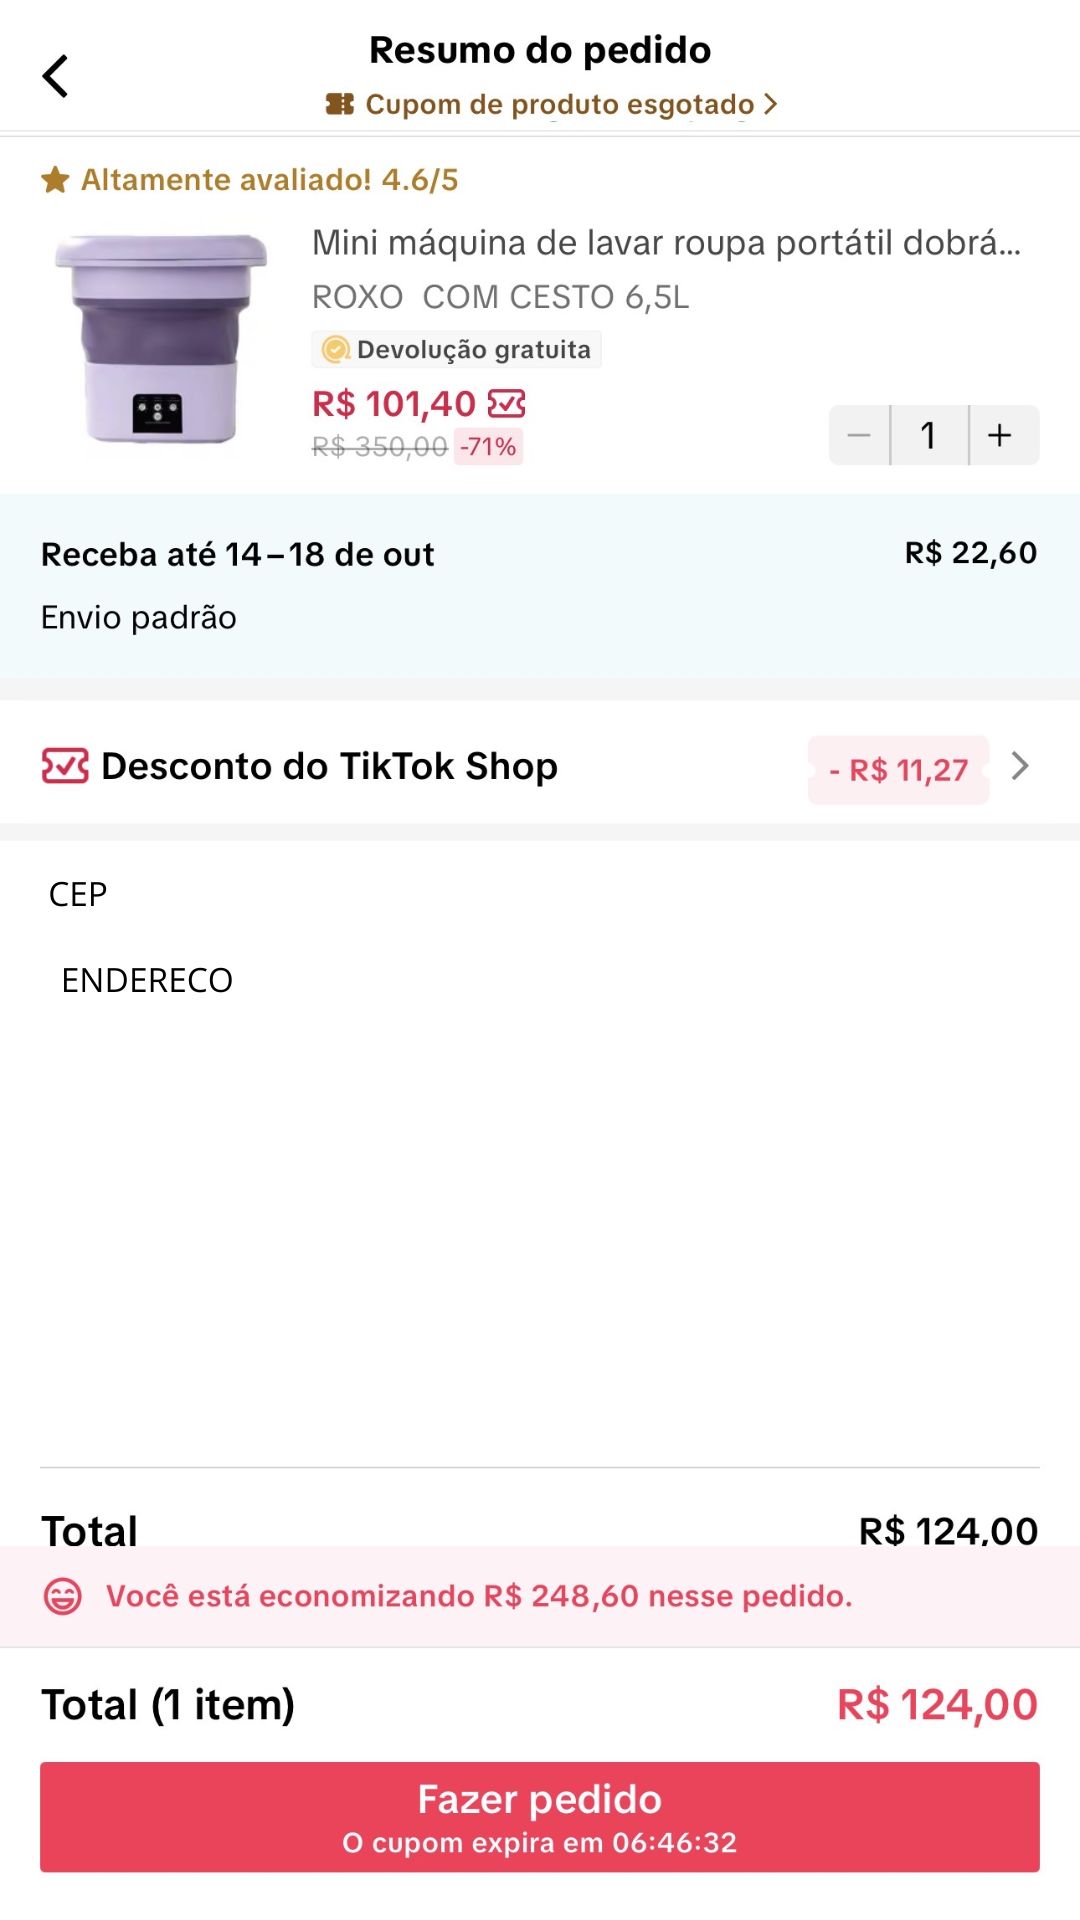 Resumo do pedido
Cupom de produto esgotado
Altamente avaliado! 4.6/5
Mini máquina de lavar roupa portátil dobrá...
ROXO COM CESTO 6,5L
Devolução gratuita
R$ 101,40
R$ 350,00 -71%
1
Receba até 14–18 de out R$ 22,60
Envio padrão
Desconto do TikTok Shop - R$ 11,27
CEP
ENDERECO
Total R$ 124,00
Você está economizando R$ 248,60 nesse pedido.
Total (1 item) R$ 124,00
Fazer pedido
O cupom expira em 06:46:32